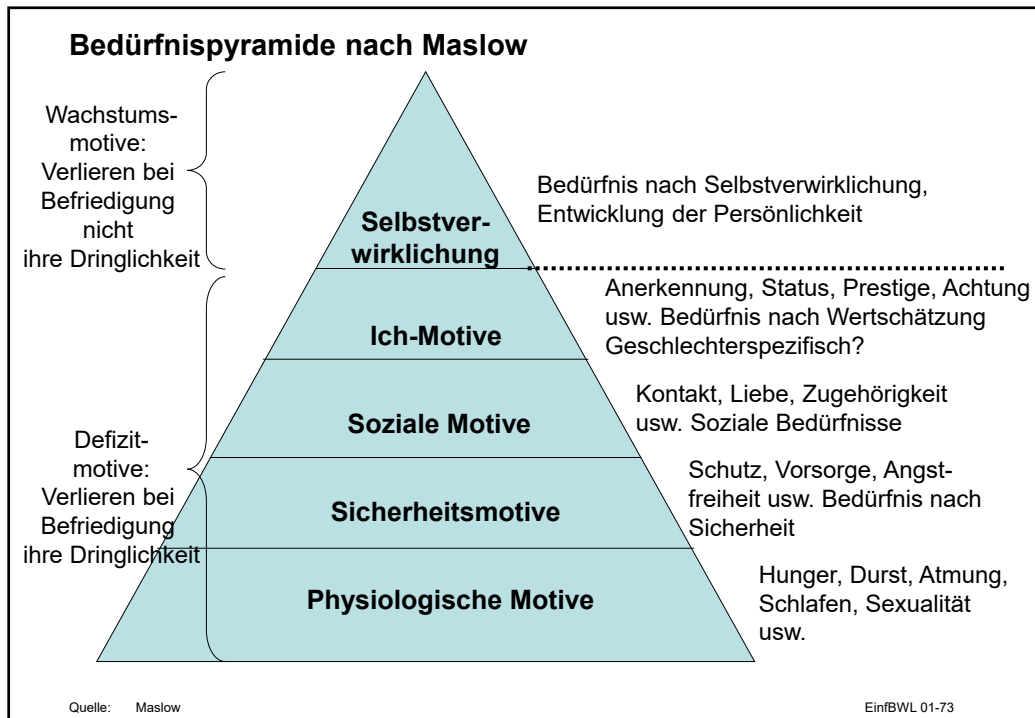 Bedürfnispyramide nach Maslow
Wachstums-
motive:
Verlieren bei
Befriedigung
nicht
ihre Dringlichkeit
Selbstver-
wirklichung
Bedürfnis nach Selbstverwirklichung,
Entwicklung der Persönlichkeit
Ich-Motive
Anerkennung, Status, Prestige, Achtung
usw. Bedürfnis nach Wertschätzung
Geschlechterspezifisch?
Soziale Motive
Kontakt, Liebe, Zugehörigkeit
usw. Soziale Bedürfnisse
Defizit-
motive:
Verlieren bei
Befriedigung
ihre Dringlichkeit
Sicherheitsmotive
Schutz, Vorsorge, Angst-
freiheit usw. Bedürfnis nach
Sicherheit
Physiologische Motive
Hunger, Durst, Atmung,
Schlafen, Sexualität
usw.
Quelle: Maslow
EinfBWL 01-73